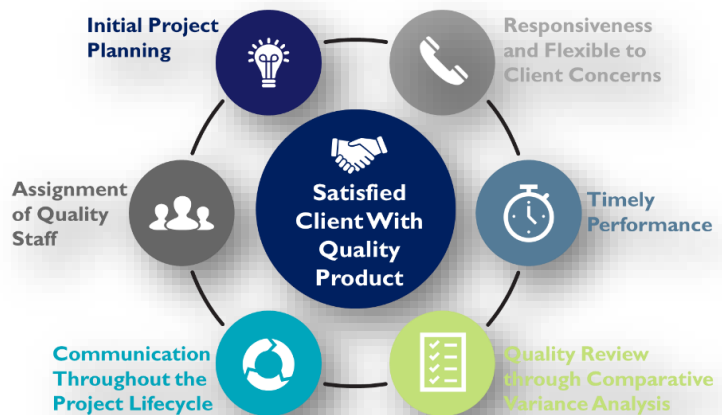 Initial Project
Planning
Responsiveness
and Flexible to
Client Concerns
Assignment
of Quality
Staff
Satisfied
Client With
Quality
Product
Timely
Performance
Communication
Throughout the
Project Lifecycle
Quality Review
through Comparative
Variance Analysis